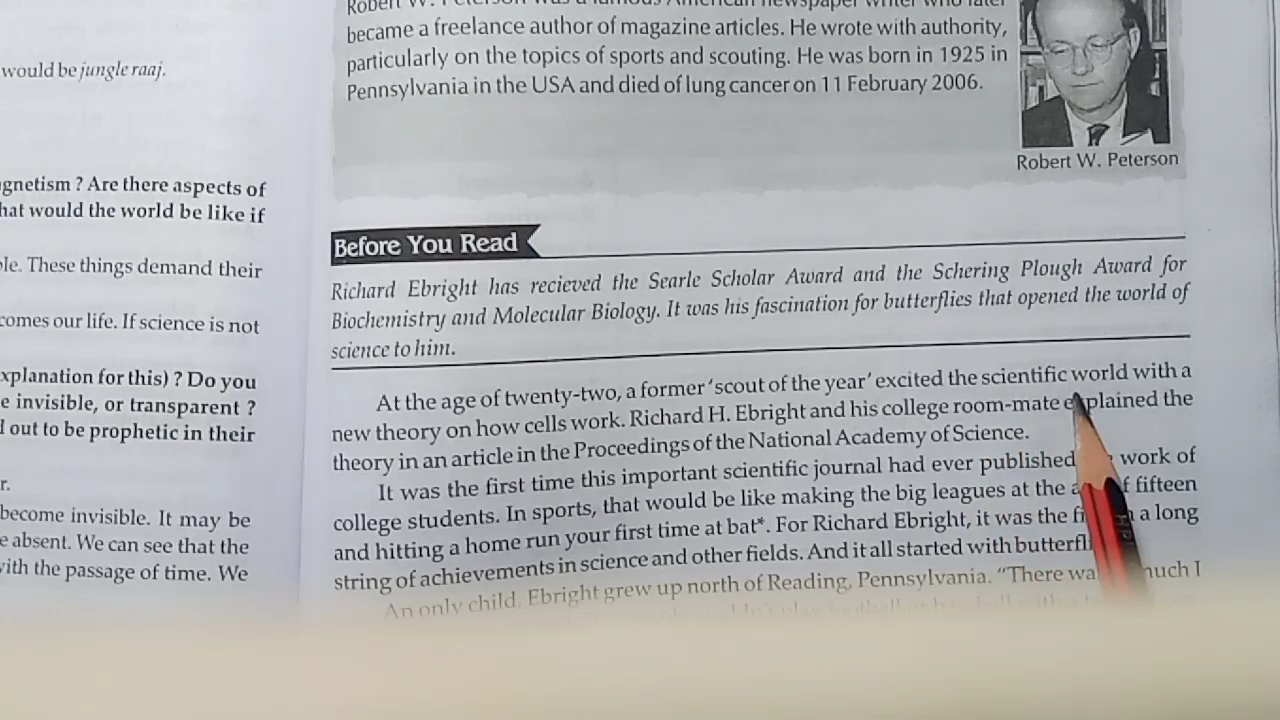 would be jungle raaj.
gnetism ? Are there aspects of
hat would the world be like if
le. These things demand their
comes our life. If science is not
xplanation for this) ? Do you
e invisible, or transparent ?
out to be prophetic in their
r.
become invisible. It may be
e absent. We can see that the
with the passage of time. We
Robert W. Peterson was a famous American newspaper writer who later
became a freelance author of magazine articles. He wrote with authority,
particularly on the topics of sports and scouting. He was born in 1925 in
Pennsylvania in the USA and died of lung cancer on 11 February 2006.
Robert W. Peterson
Before You Read
Richard Ebright has recieved the Searle Scholar Award and the Schering Plough Award for
Biochemistry and Molecular Biology. It was his fascination for butterflies that opened the world of
science to him.
At the age of twenty-two, a former 'scout of the year' excited the scientific world with a
new theory on how cells work. Richard H. Ebright and his college room-mate explained the
theory in an article in the Proceedings of the National Academy of Science.
It was the first time this important scientific journal had ever published work of
college students. In sports, that would be like making the big leagues at the fifteen
and hitting a home run your first time at bat*. For Richard Ebright, it was the a long
string of achievements in science and other fields. And it all started with
An only child, Ebright grew up north of Reading, Pennsylvania. "There much I